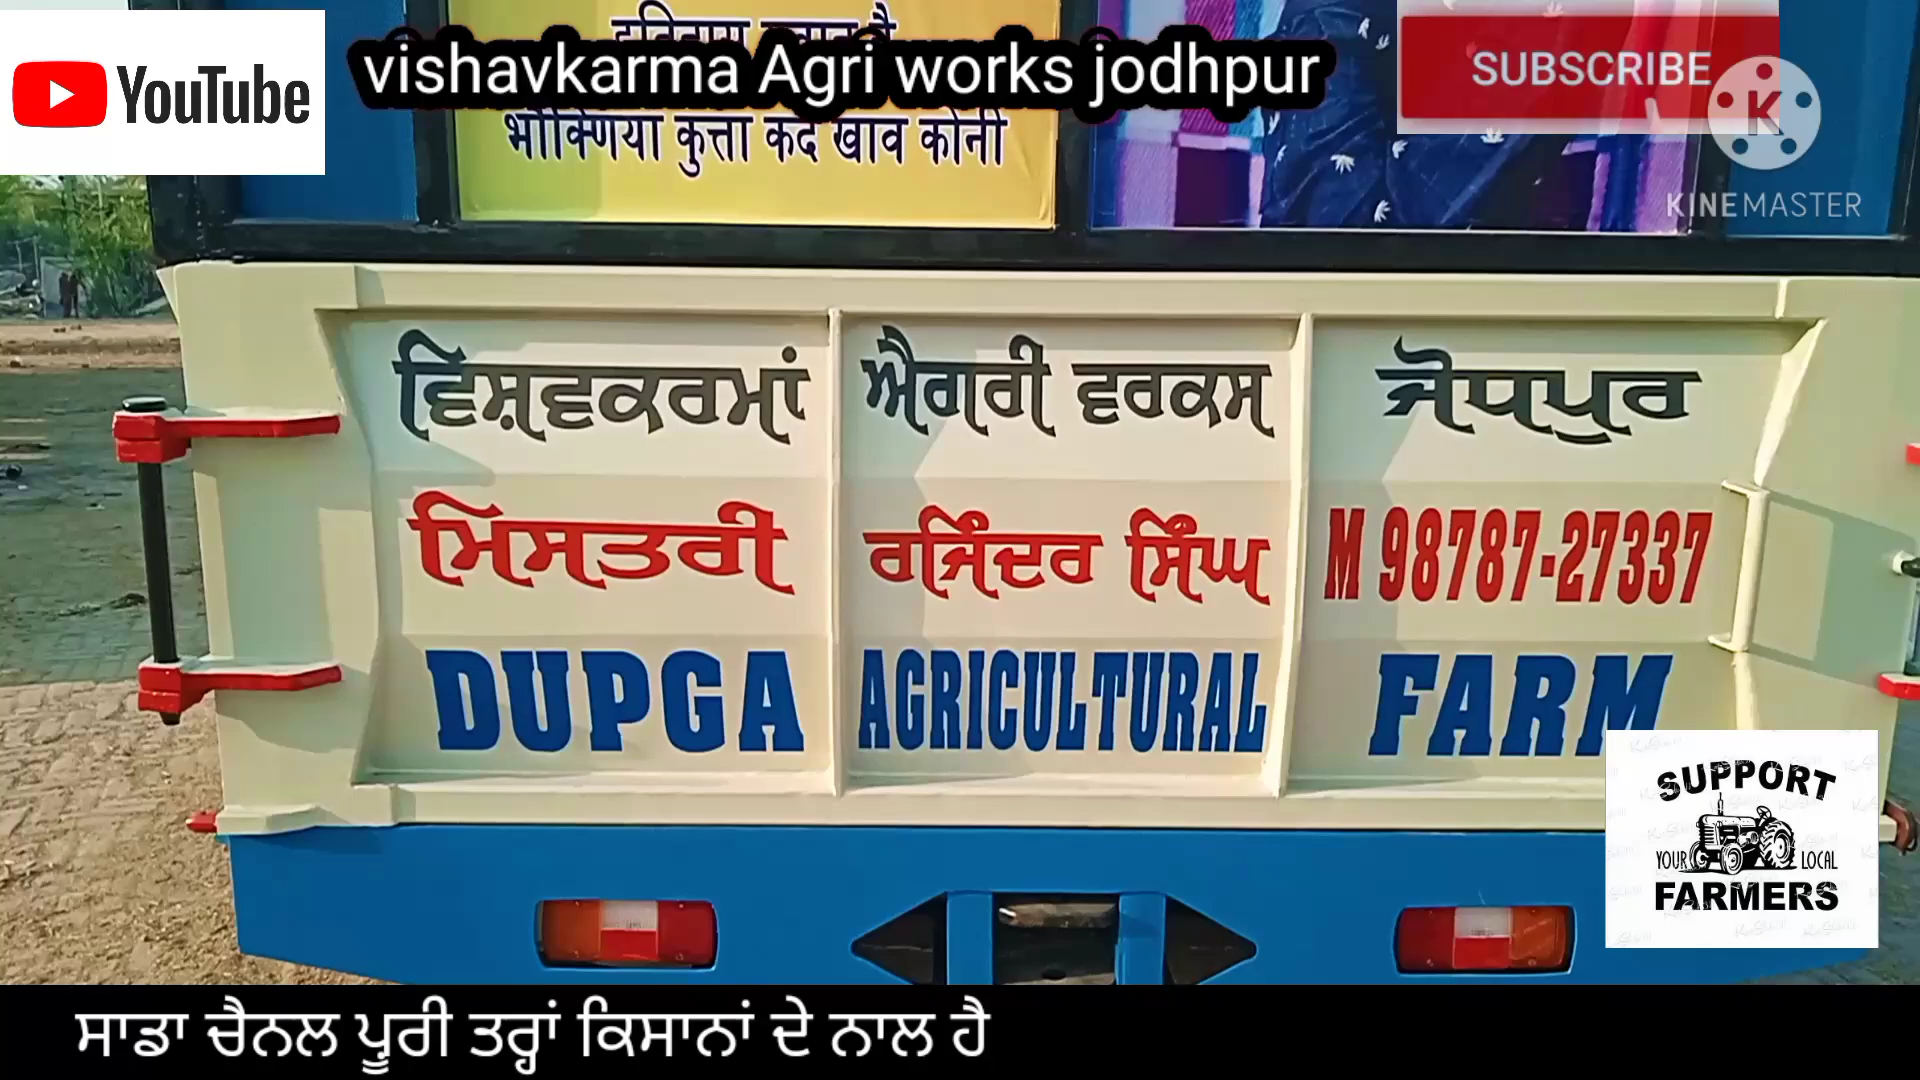 YouTube
vishavkarma Agri works jodhpur
SUBSCRIBE
K
KINEMASTER
भोंकणिया कुत्ता कद खाव कोनी
ਵਿਸ਼ਵਕਰਮਾਂ ਐਗਰੀ ਵਰਕਸ ਜੋਧਪੁਰ
ਮਿਸਤਰੀ ਰਜਿੰਦਰ ਸਿੰਘ M 98787-27337
DUPGA AGRICULTURAL FARM
SUPPORT
YOUR LOCAL
FARMERS
ਸਾਡਾ ਚੈਨਲ ਪੂਰੀ ਤਰ੍ਹਾਂ ਕਿਸਾਨਾਂ ਦੇ ਨਾਲ ਹੈ